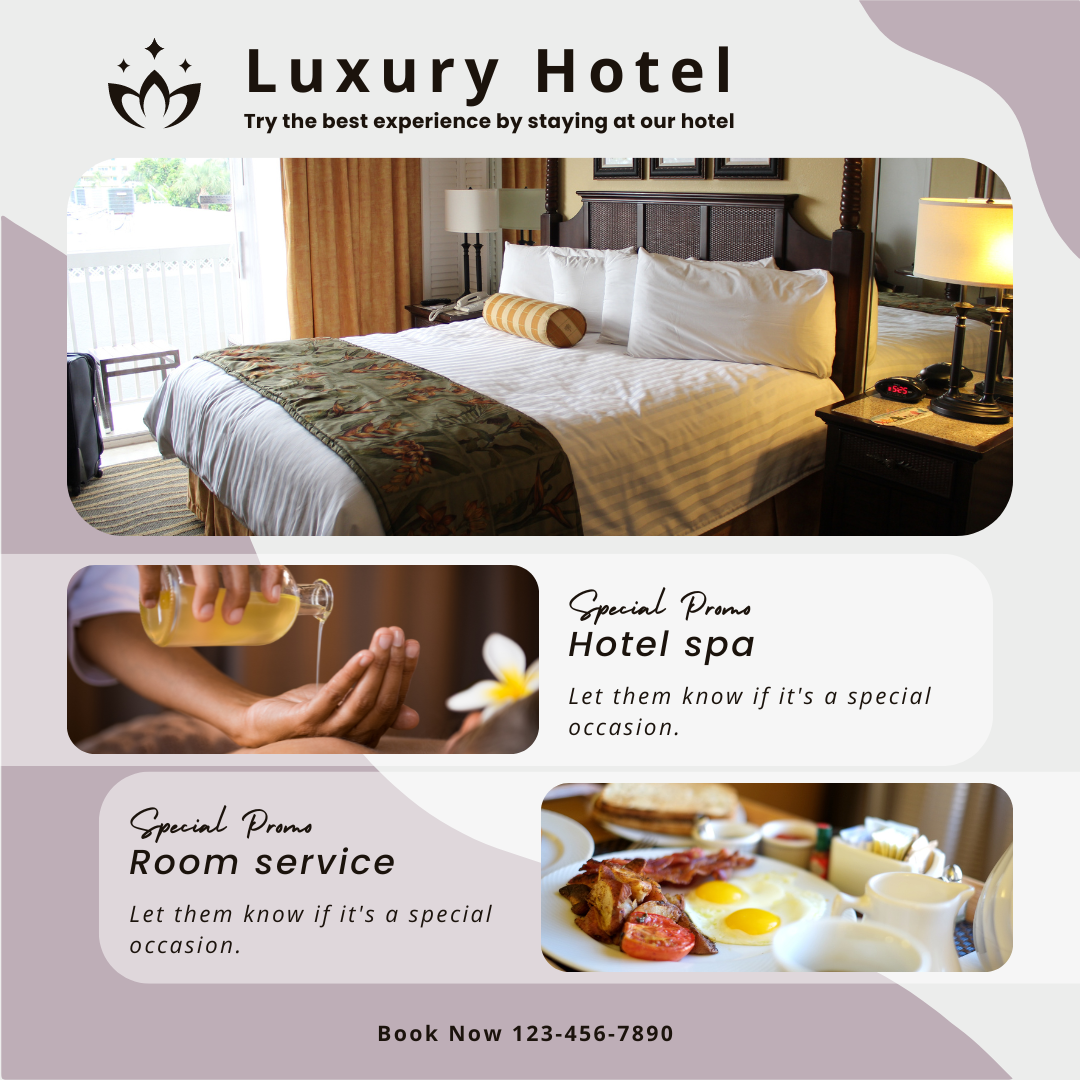 Luxury Hotel
Try the best experience by staying at our hotel
Special Promo
Hotel spa
Let them know if it's a special
occasion.
Special Promo
Room service
Let them know if it's a special
occasion.
Book Now 123-456-7890